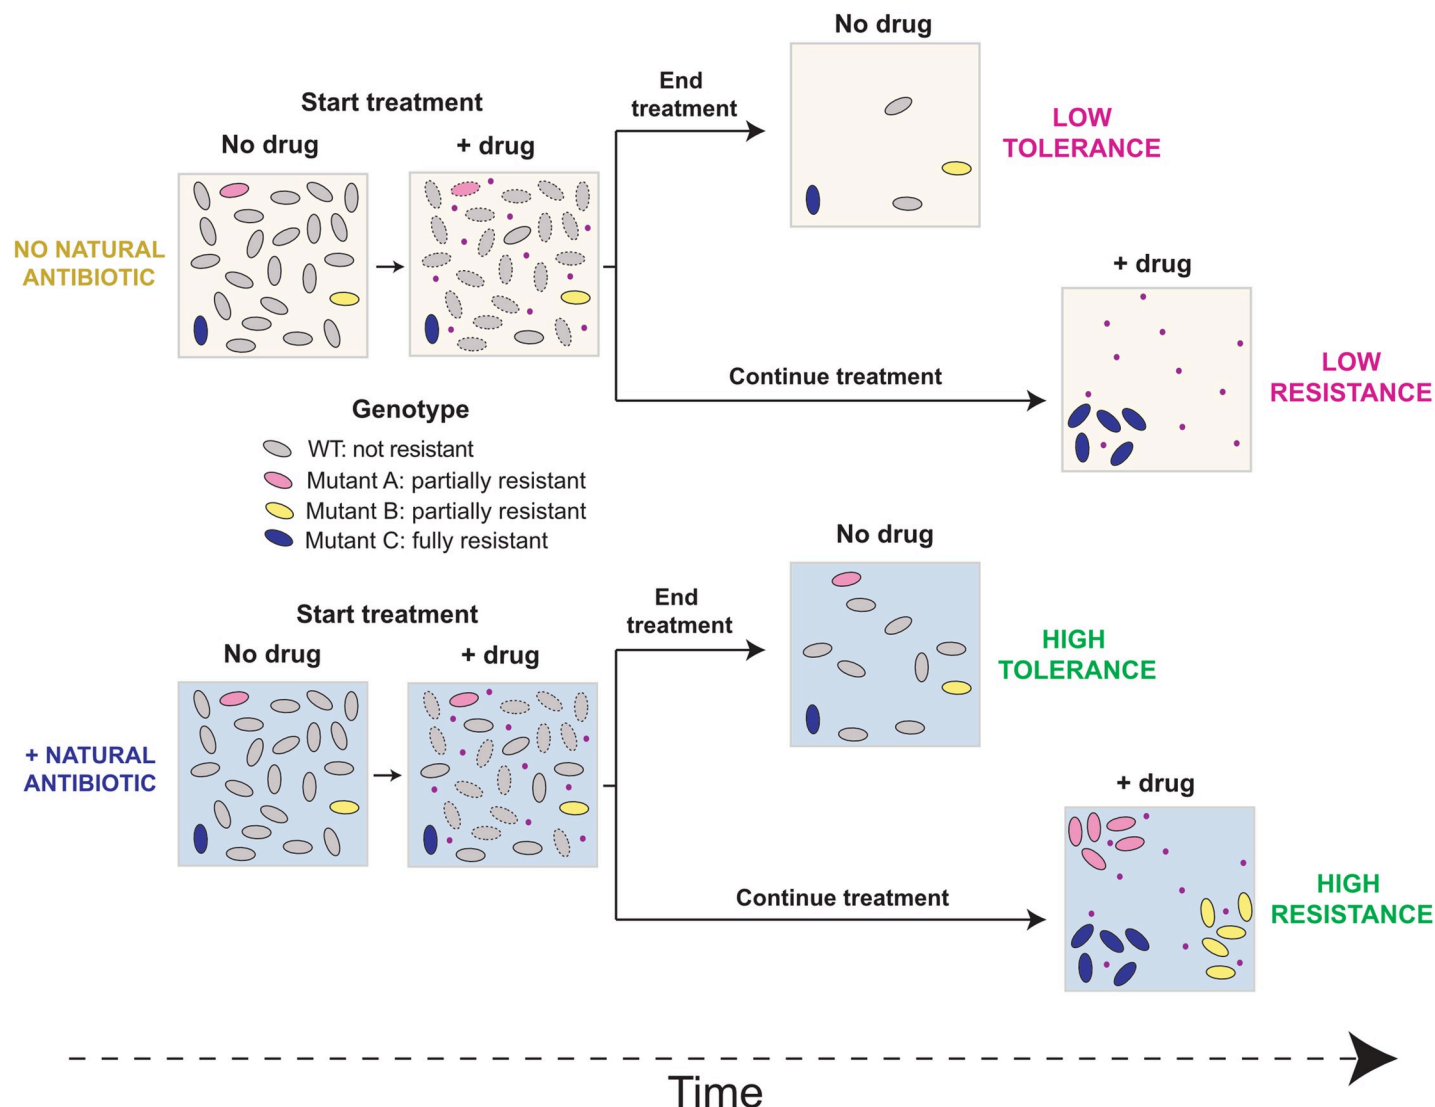 No drug
End
treatment
LOW
TOLERANCE
Start treatment
No drug
+ drug
NO NATURAL
ANTIBIOTIC
+ drug
Continue treatment
LOW
RESISTANCE
Genotype
WT: not resistant
Mutant A: partially resistant
Mutant B: partially resistant
Mutant C: fully resistant
No drug
End
treatment
HIGH
TOLERANCE
Start treatment
No drug
+ drug
+ NATURAL
ANTIBIOTIC
+ drug
Continue treatment
HIGH
RESISTANCE
Time